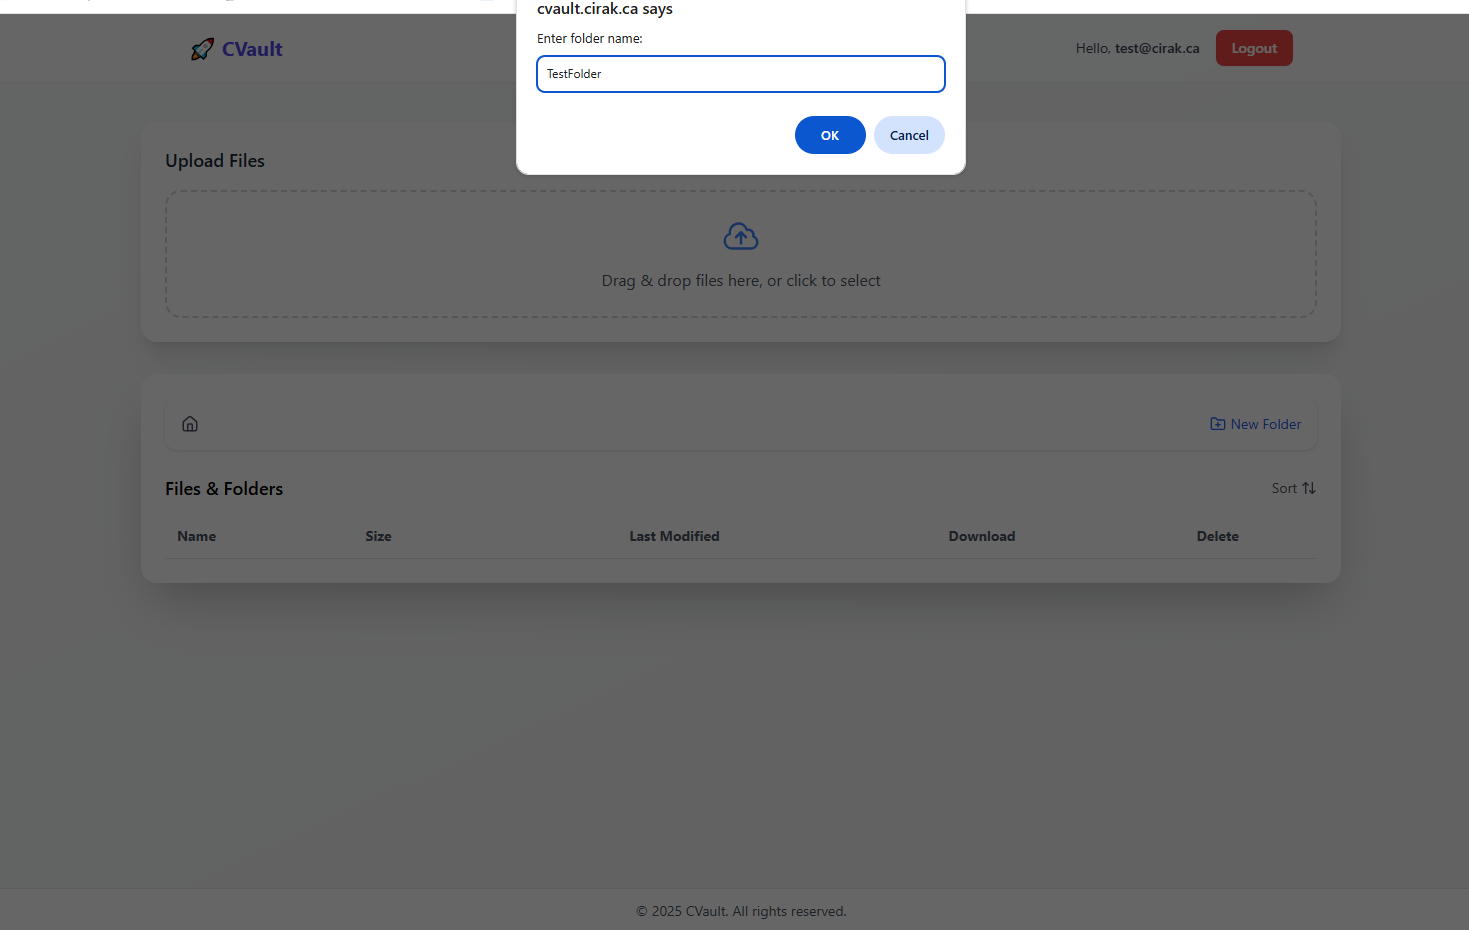 cvault.cirak.ca says
Enter folder name:
TestFolder
OK Cancel
CVault
Hello, test@cirak.ca Logout
Upload Files
Drag & drop files here, or click to select
New Folder
Files & Folders Sort
Name Size Last Modified Download Delete
© 2025 CVault. All rights reserved.